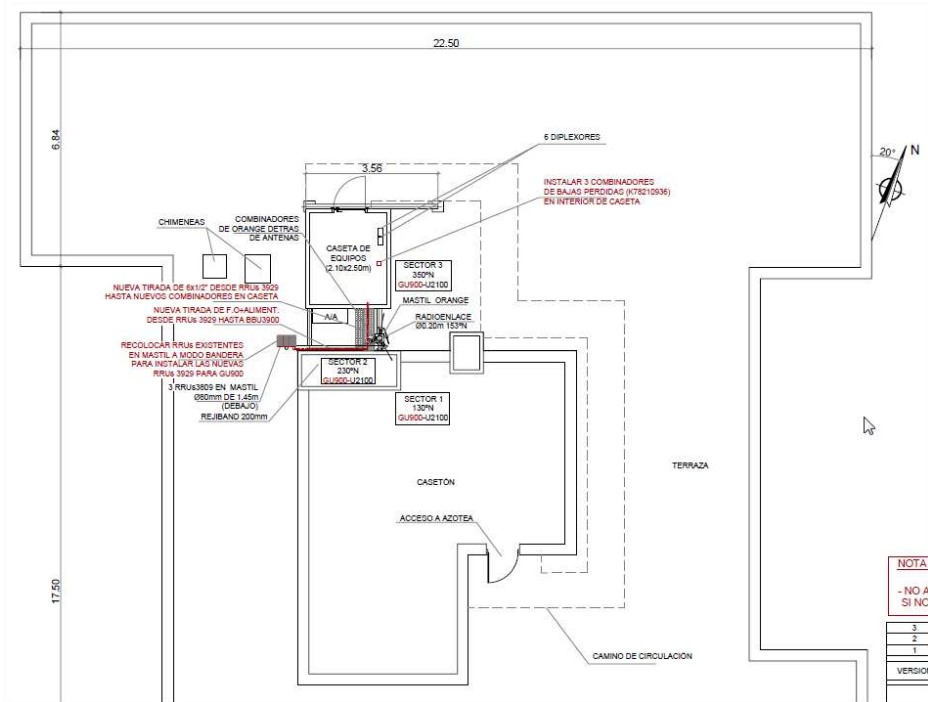 22.50
6.84
3.56
6 DIPLEXORES
20°
N
INSTALAR 3 COMBINADORES
DE BAJAS PERDIDAS (K78210936)
EN INTERIOR DE CASETA
CHIMENEAS
COMBINADORES
DE ORANGE DETRAS
DE ANTENAS
CASETA DE
EQUIPOS
(2.10x2.50m)
SECTOR 3
350ºN
GU900-U2100
NUEVA TIRADA DE 6x1/2" DESDE RRUs 3929
HASTA NUEVOS COMBINADORES EN CASETA
MASTIL ORANGE
NUEVA TIRADA DE F.O+ALIMENT.
DESDE RRUs 3929 HASTA BBU3900
A/A
RADIOENLACE
Ø0.20m 153ºN
RECOLOCAR RRUs EXISTENTES
EN MASTIL A MODO BANDERA
PARA INSTALAR LAS NUEVAS
RRUs 3929 PARA GU900
SECTOR 2
230ºN
GU900-U2100
3 RRUs3809 EN MASTIL
Ø80mm DE 1.45m
(DEBAJO)
REJIBAND 200mm
SECTOR 1
130ºN
GU900-U2100
TERRAZA
CASETÓN
ACCESO A AZOTEA
17.50
CAMINO DE CIRCULACIÓN
NOTA
- NO A
SI NO
3
2
1
VERSION